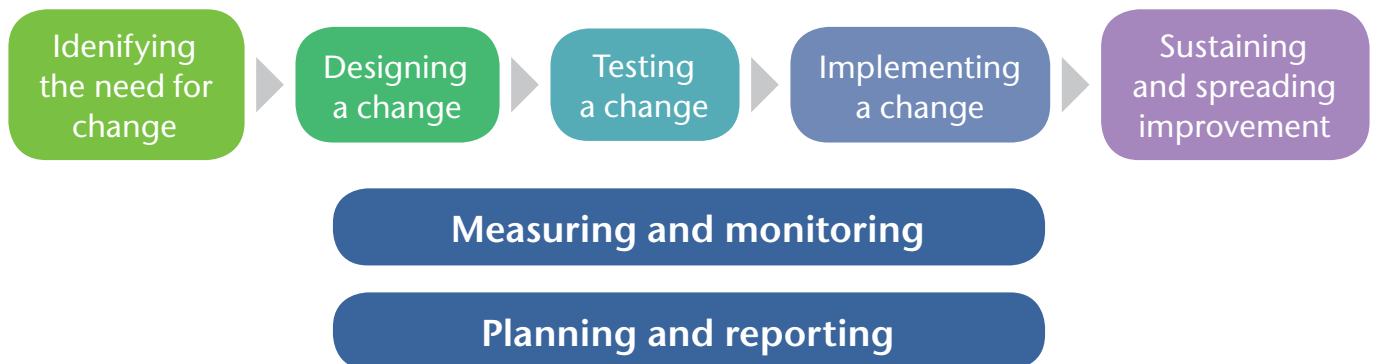 Idenifying
the need for
change
Designing
a change
Testing
a change
Implementing
a change
Sustaining
and spreading
improvement
Measuring and monitoring
Planning and reporting